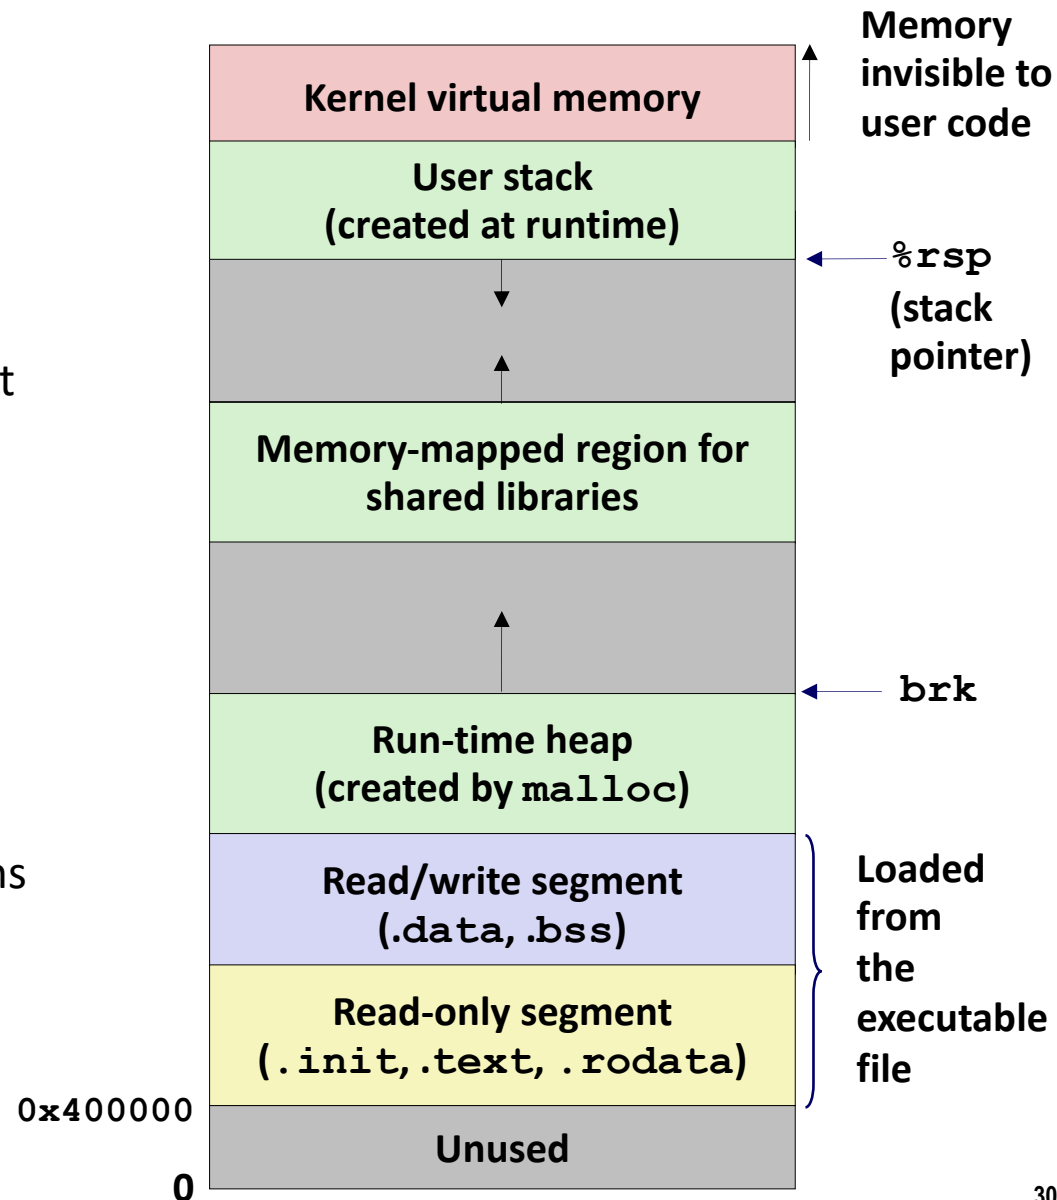 Memory
invisible to
user code
Kernel virtual memory
User stack
(created at runtime)
%rsp
(stack
pointer)
t
Memory-mapped region for
shared libraries
brk
Run-time heap
(created by malloc)
ns
Read/write segment
(.data, .bss)
Loaded
from
the
executable
file
Read-only segment
(.init, .text, .rodata)
0x400000
Unused
0
30